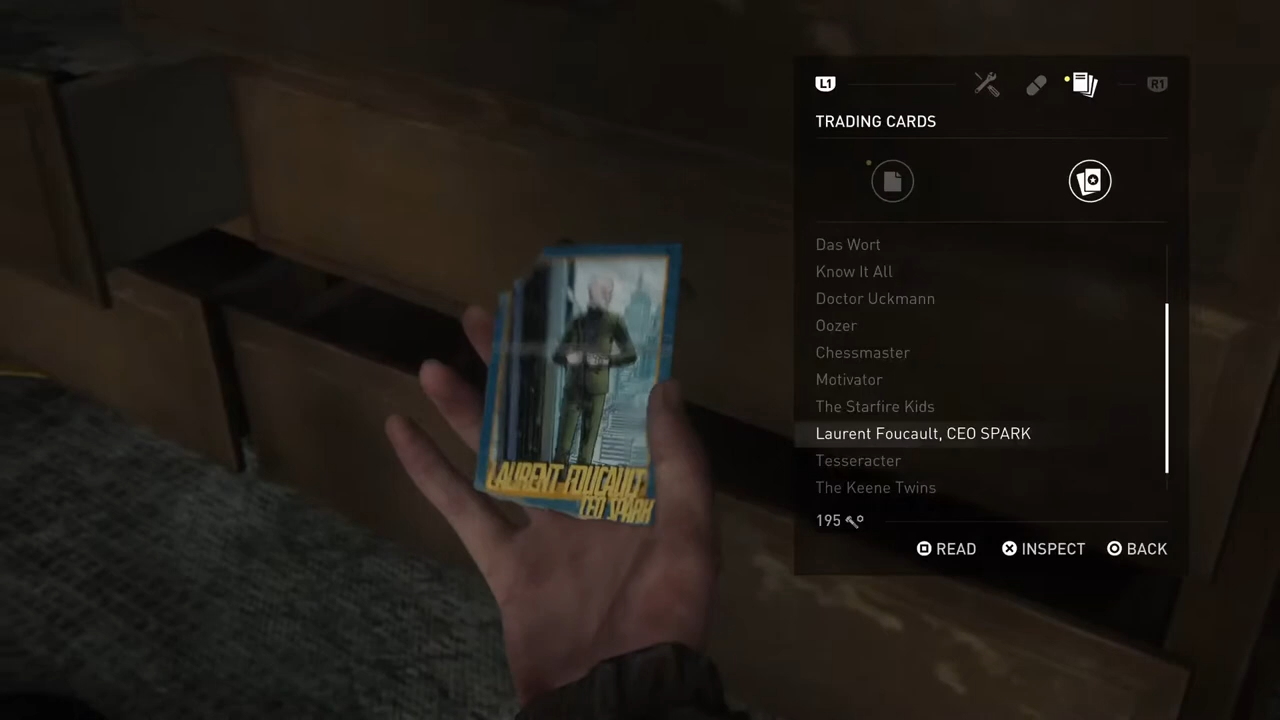 L1
R1
TRADING CARDS
Das Wort
Know It All
Doctor Uckmann
Oozer
Chessmaster
Motivator
The Starfire Kids
Laurent Foucault, CEO SPARK
Tesseracter
The Keene Twins
195
READ
INSPECT
BACK
LAURENT FOUCAULT,
CEO SPARK